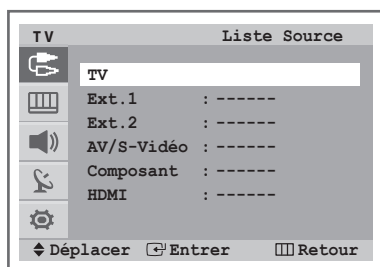 TV Liste Source
TV
Ext.1 : ------
Ext.2 : ------
AV/S-Vidéo : ------
Composant : ------
HDMI : ------
Déplacer Entrer Retour